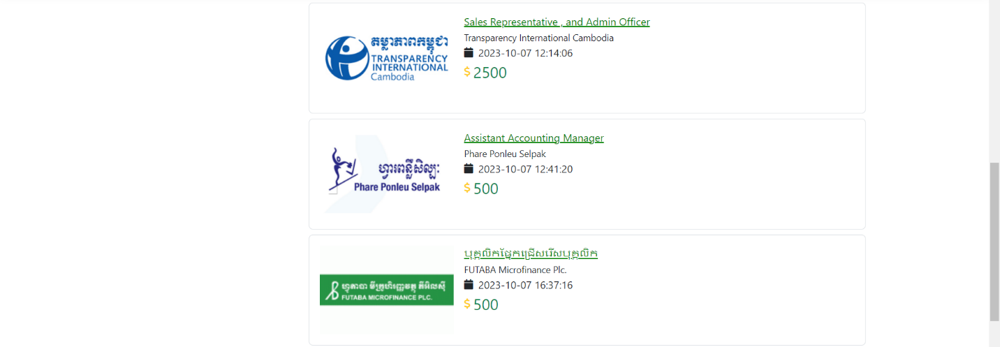 តម្លាភាពកម្ពុជា
TRANSPARENCY
INTERNATIONAL
Cambodia
Sales Representative , and Admin Officer
Transparency International Cambodia
2023-10-07 12:14:06
$ 2500
ហ្វារពន្លឺសិល្បៈ
Phare Ponleu Selpak
Assistant Accounting Manager
Phare Ponleu Selpak
2023-10-07 12:41:20
$ 500
ហ្វូតាបា មីក្រូហិរញ្ញវត្ថុ ភីអិលស៊ី
FUTABA MICROFINANCE PLC.
បុគ្គលិកផ្នែកជ្រើសរើសបុគ្គលិក
FUTABA Microfinance Plc.
2023-10-07 16:37:16
$ 500